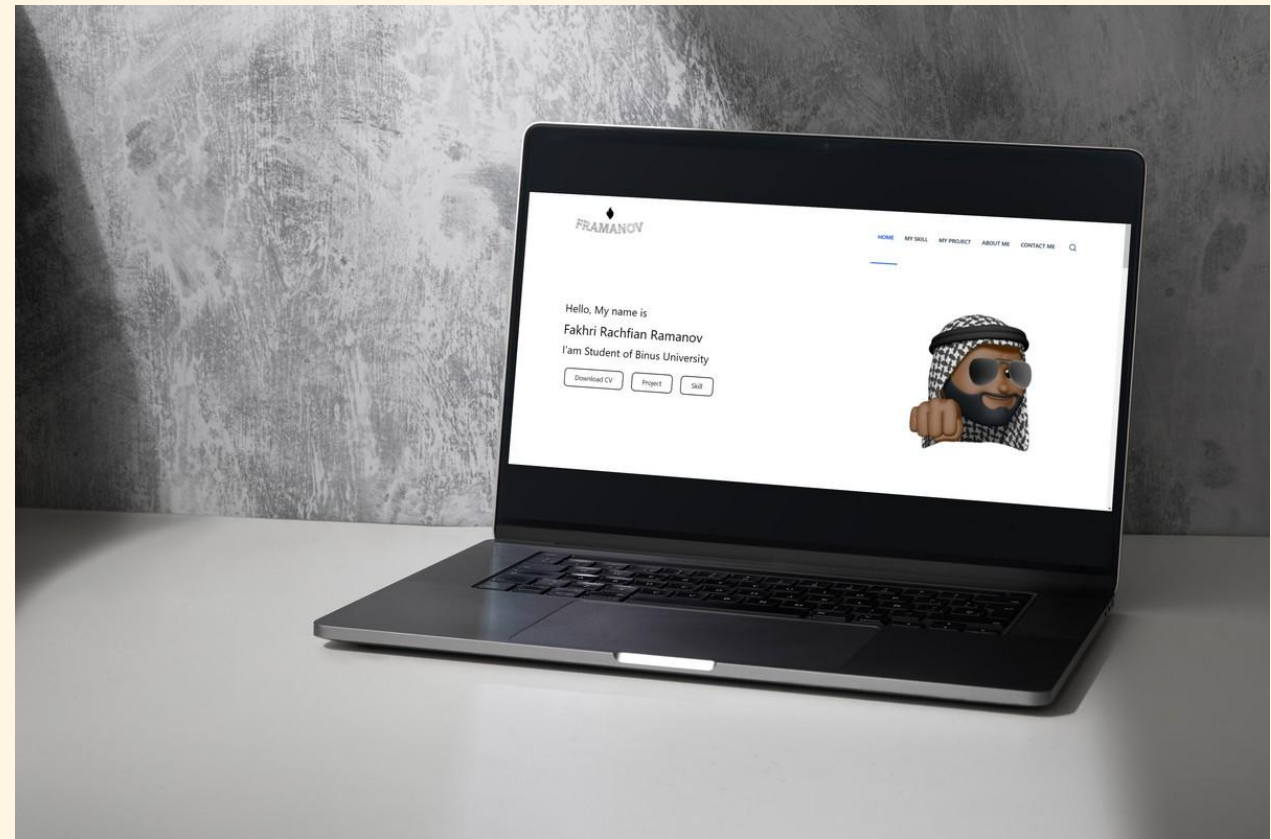 FRAMANOV
HOME MY SKILL MY PROJECT ABOUT ME CONTACT ME
Hello, My name is
Fakhri Rachfian Ramanov
I'am Student of Binus University
Download CV Project Skill